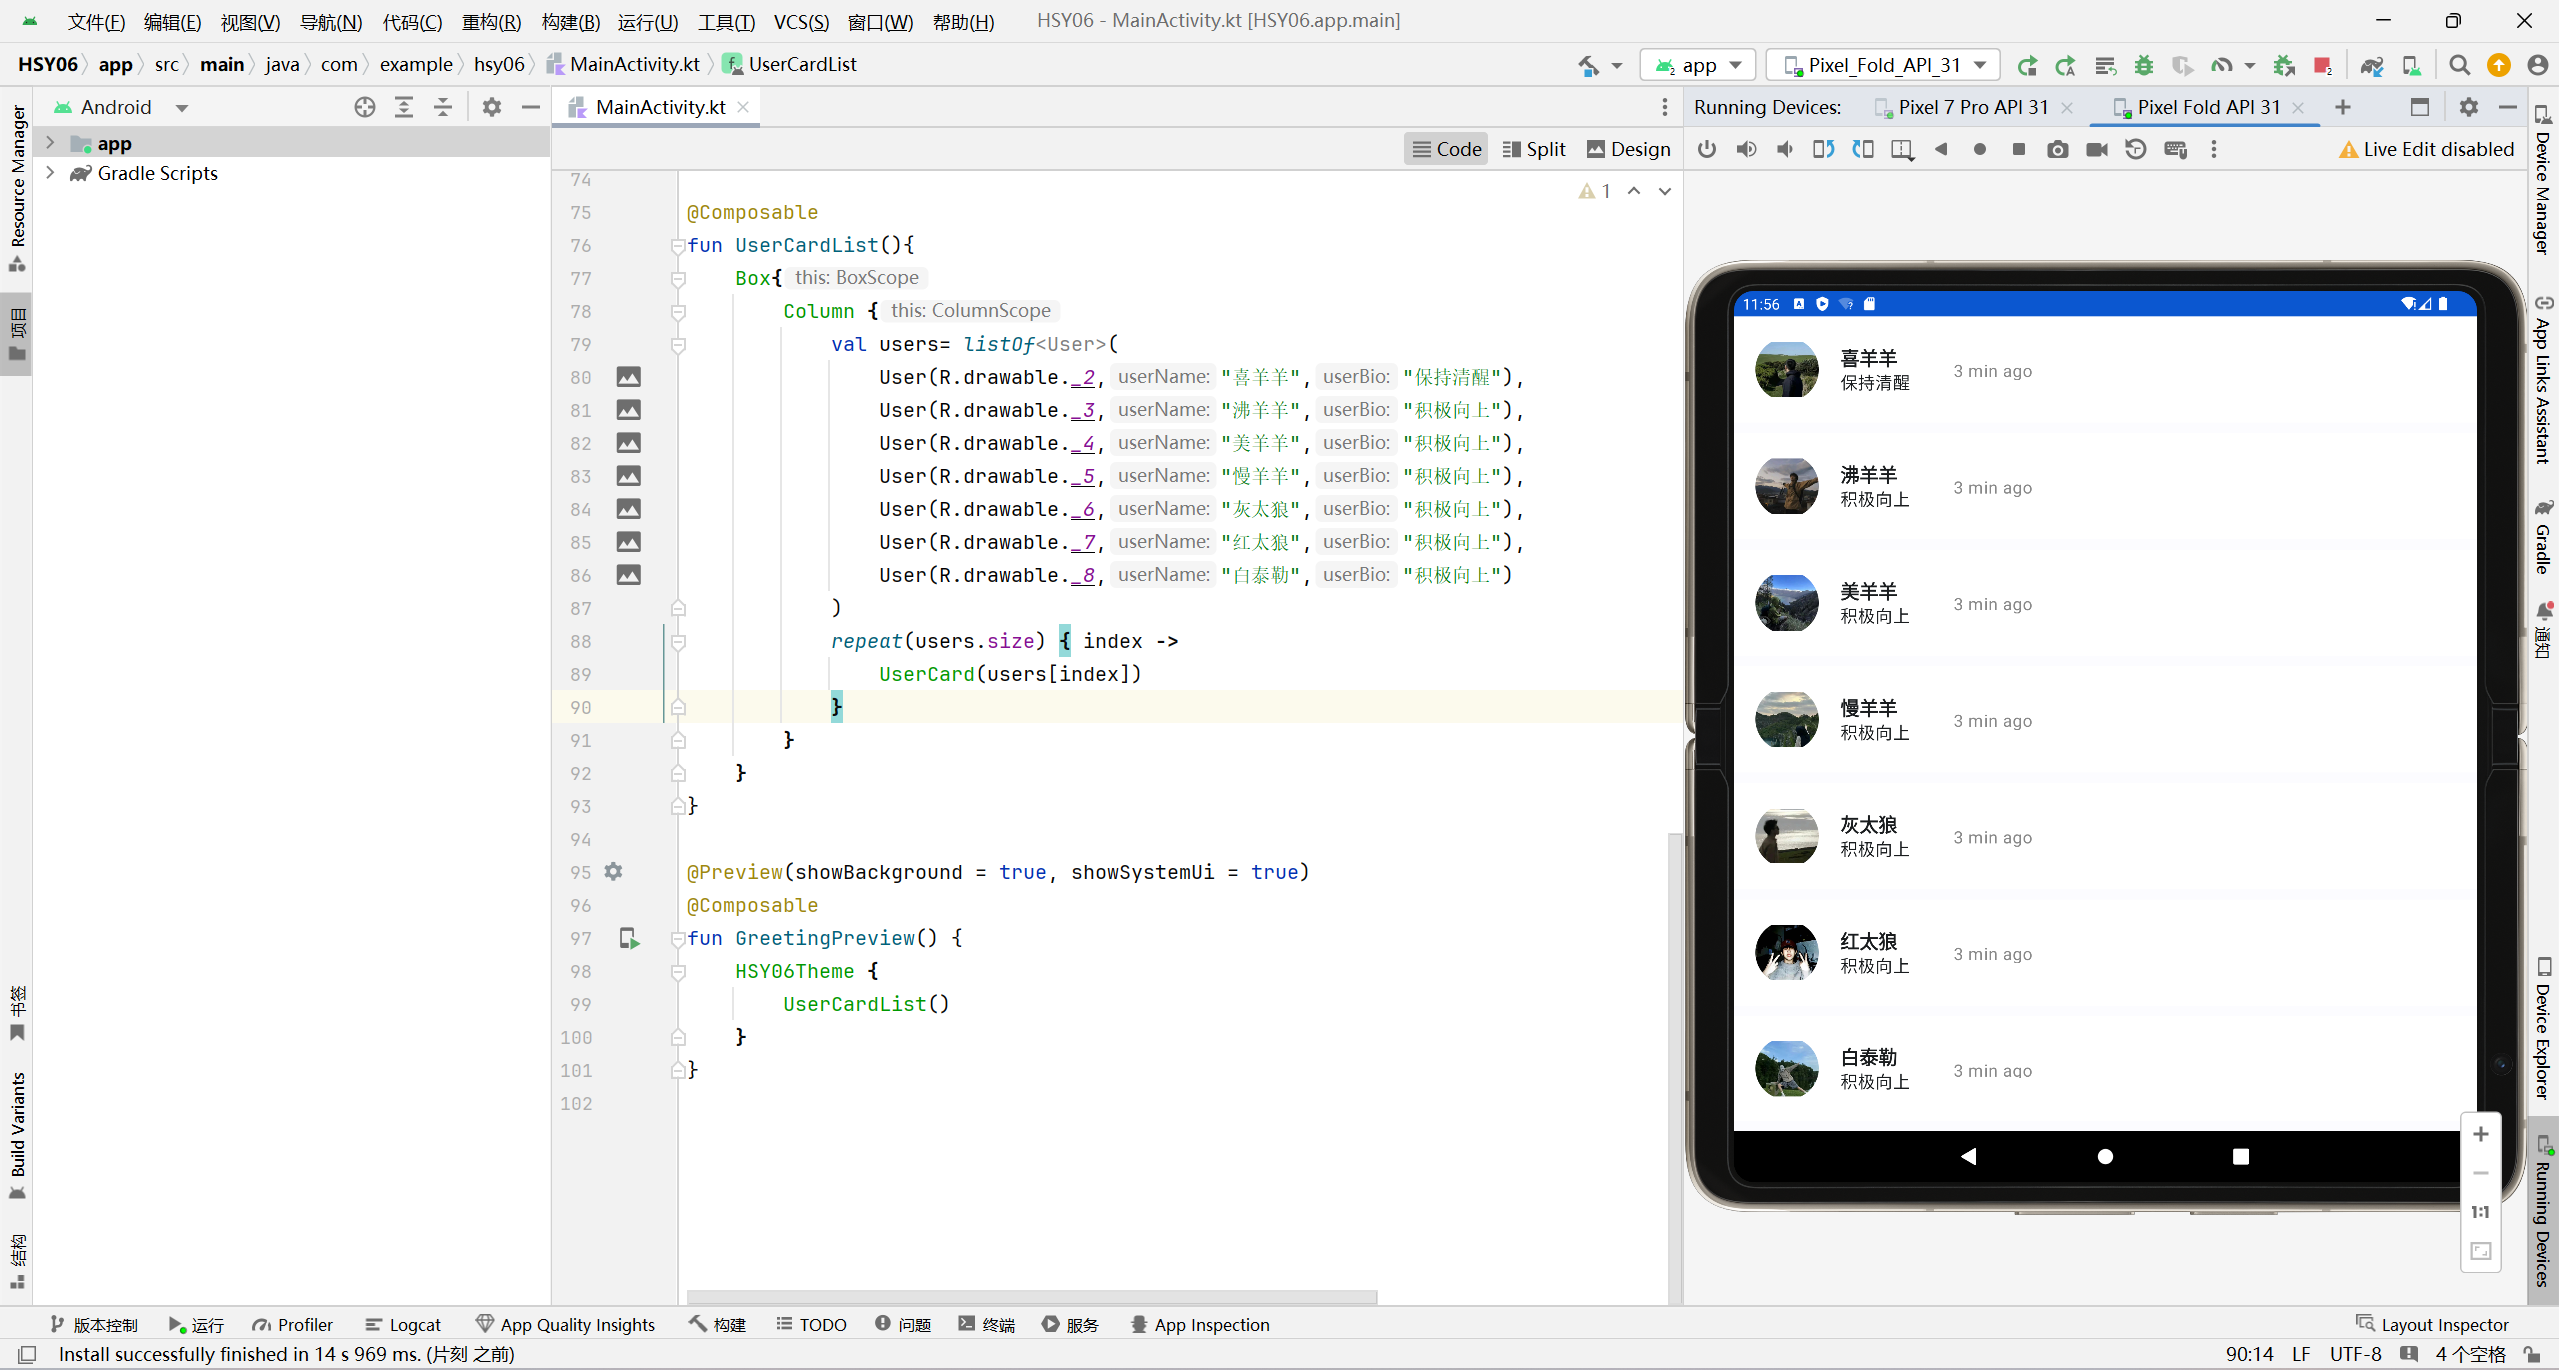 文件(F) 编辑(E) 视图(V) 导航(N) 代码(C) 重构(R) 构建(B) 运行(U) 工具(T) VCS(S) 窗口(W) 帮助(H) HSY06 - MainActivity.kt [HSY06.app.main]
HSY06 app src main java com example hsy06 MainActivity.kt UserCardList app Pixel_Fold_API_31
Android MainActivity.kt Running Devices: Pixel 7 Pro API 31 Pixel Fold API 31
app
Gradle Scripts
Code Split Design Live Edit disabled
1
74
75 @Composable
76 fun UserCardList(){
77 Box{ this: BoxScope
78 Column { this: ColumnScope
79 val users= listOf<User>(
80 User(R.drawable._2, userName: "喜羊羊", userBio: "保持清醒"),
81 User(R.drawable._3, userName: "沸羊羊", userBio: "积极向上"),
82 User(R.drawable._4, userName: "美羊羊", userBio: "积极向上"),
83 User(R.drawable._5, userName: "慢羊羊", userBio: "积极向上"),
84 User(R.drawable._6, userName: "灰太狼", userBio: "积极向上"),
85 User(R.drawable._7, userName: "红太狼", userBio: "积极向上"),
86 User(R.drawable._8, userName: "白泰勒", userBio: "积极向上")
87 )
88 repeat(users.size) { index ->
89 UserCard(users[index])
90 }
91 }
92 }
93 }
94
95 @Preview(showBackground = true, showSystemUi = true)
96 @Composable
97 fun GreetingPreview() {
98 HSY06Theme {
99 UserCardList()
100 }
101 }
102
11:56
喜羊羊
保持清醒
3 min ago
沸羊羊
积极向上
3 min ago
美羊羊
积极向上
3 min ago
慢羊羊
积极向上
3 min ago
灰太狼
积极向上
3 min ago
红太狼
积极向上
3 min ago
白泰勒
积极向上
3 min ago
1:1
Resource Manager
项目
书签
Build Variants
结构
Device Manager
App Links Assistant
Gradle
通知
Device Explorer
Running Devices
版本控制 运行 Profiler Logcat App Quality Insights 构建 TODO 问题 终端 服务 App Inspection Layout Inspector
Install successfully finished in 14 s 969 ms. (片刻 之前) 90:14 LF UTF-8 4 个空格